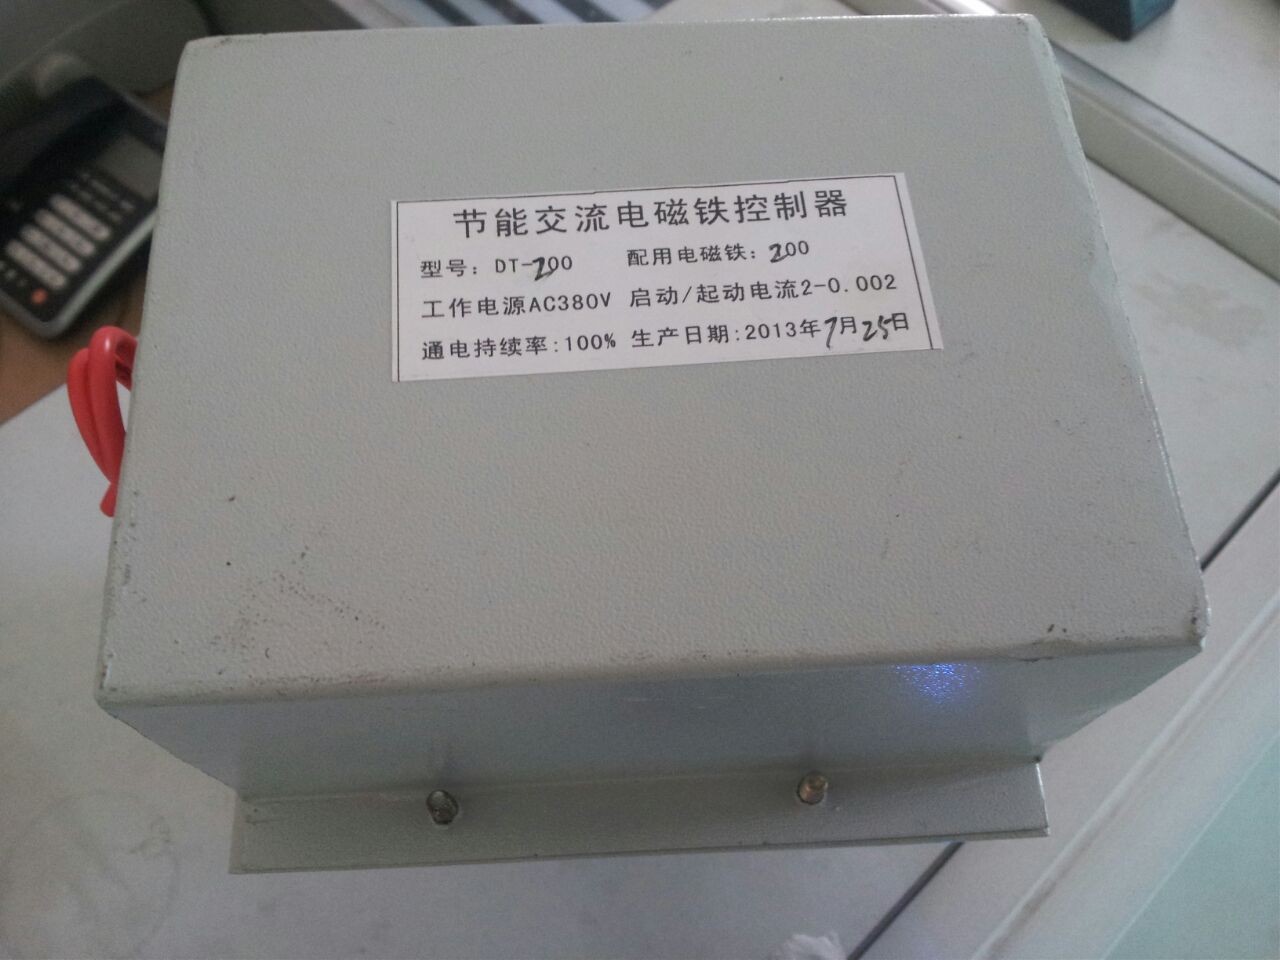 节能交流电磁铁控制器
型号：DT-200 配用电磁铁：200
工作电源AC380V 启动/起动电流2-0.002
通电持续率:100% 生产日期:2013年7月25日